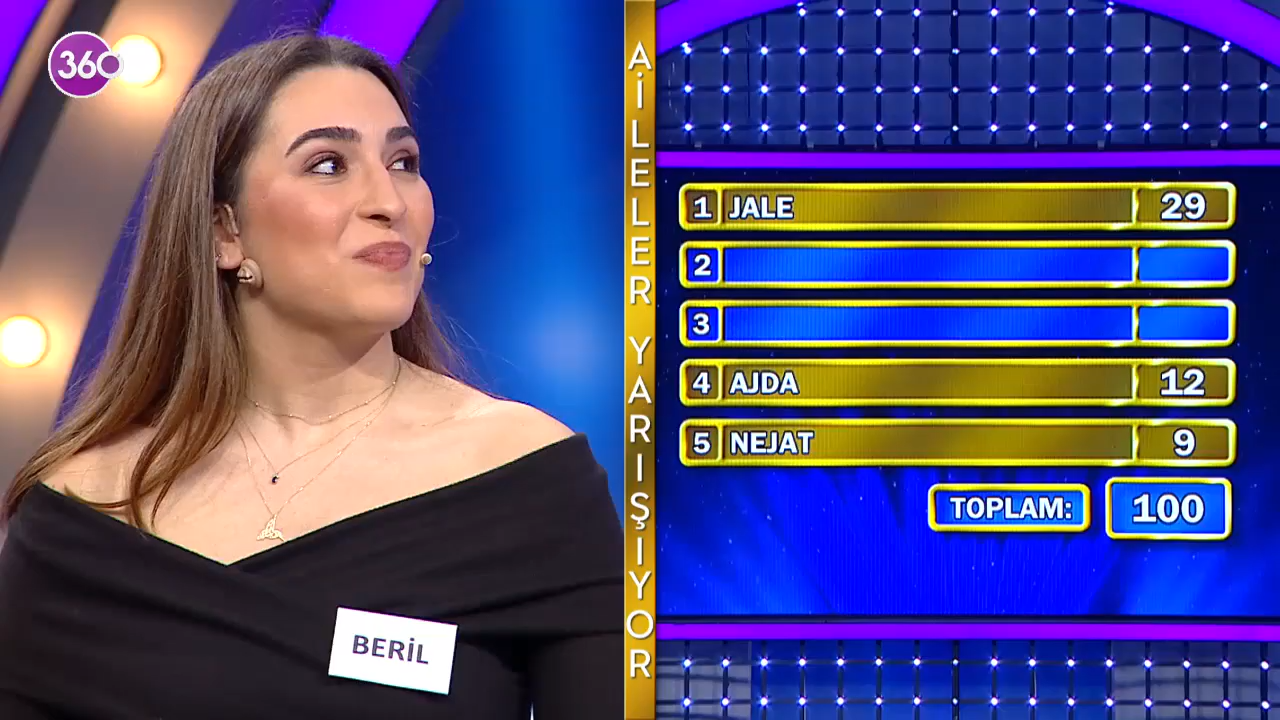 360
BERİL
AİLELER YARIŞIYOR
1 JALE 29
2
3
4 AJDA 12
5 NEJAT 9
TOPLAM: 100